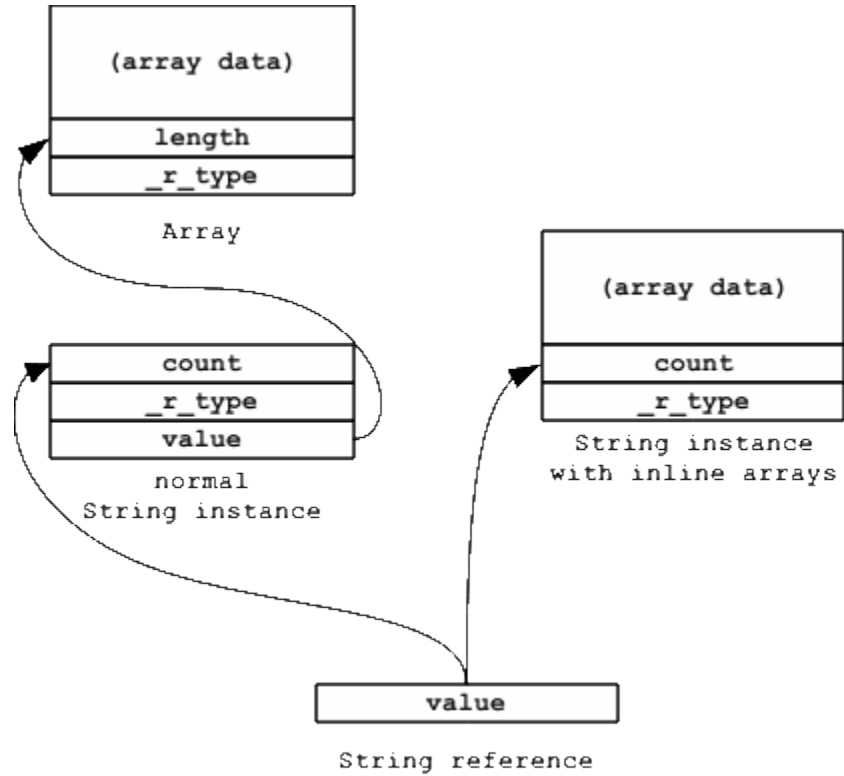 (array data)
length
_r_type
Array
count
_r_type
value
normal
String instance
(array data)
count
_r_type
String instance
with inline arrays
value
String reference